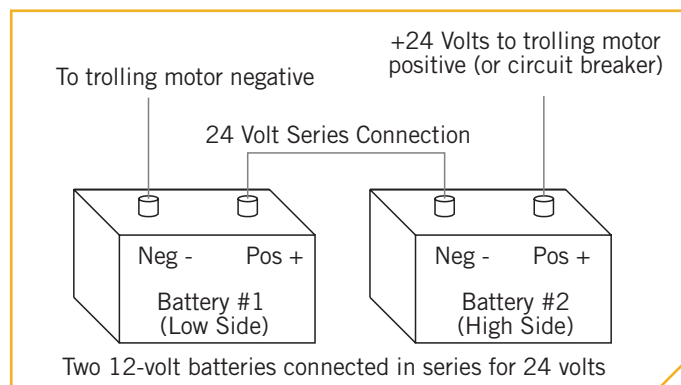 +24 Volts to trolling motor
positive (or circuit breaker)
To trolling motor negative
24 Volt Series Connection
Neg -
Pos +
Battery #1
(Low Side)
Neg -
Pos +
Battery #2
(High Side)
Two 12-volt batteries connected in series for 24 volts